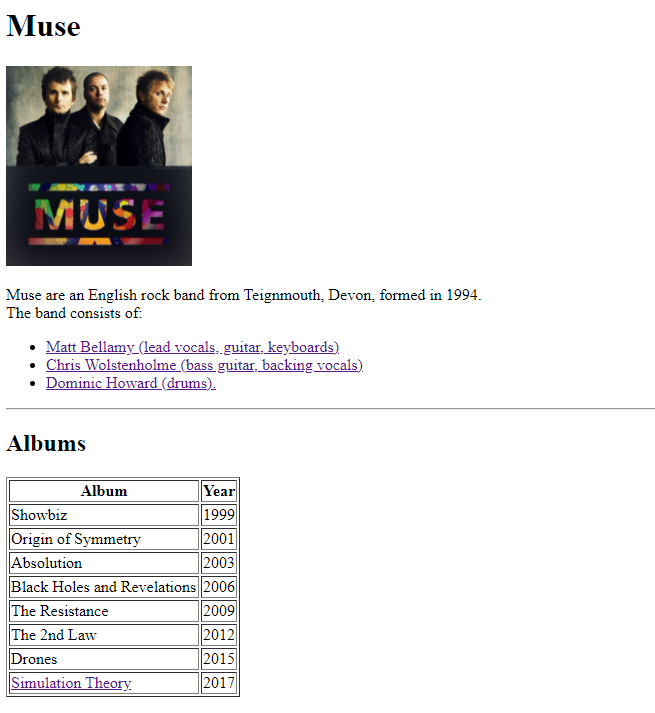 Muse
MUSE
Muse are an English rock band from Teignmouth, Devon, formed in 1994.
The band consists of:
Matt Bellamy (lead vocals, guitar, keyboards)
Chris Wolstenholme (bass guitar, backing vocals)
Dominic Howard (drums).
Albums
Album Year
Showbiz 1999
Origin of Symmetry 2001
Absolution 2003
Black Holes and Revelations 2006
The Resistance 2009
The 2nd Law 2012
Drones 2015
Simulation Theory 2017